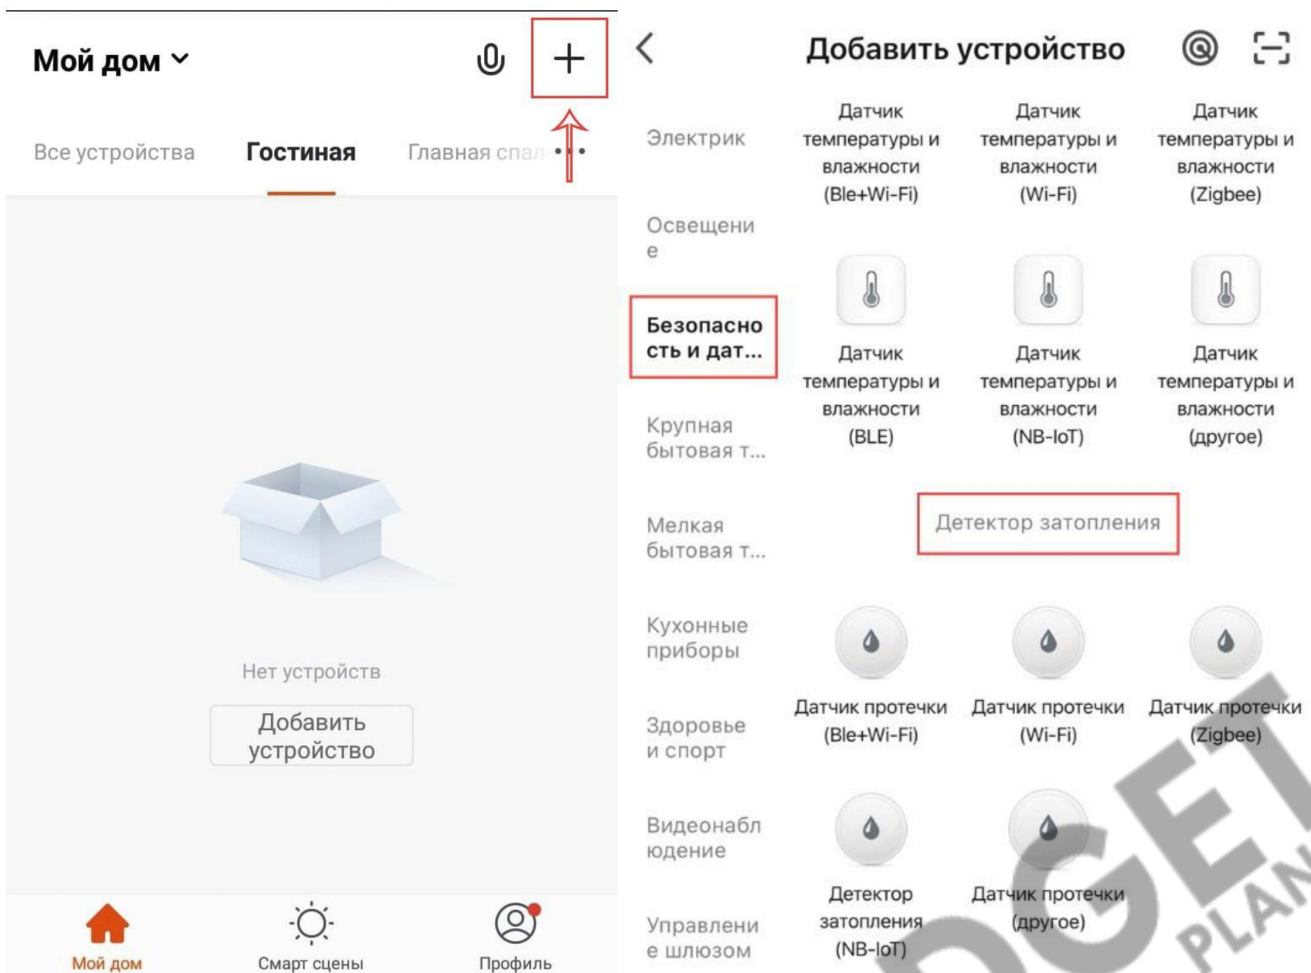 Мой дом
Все устройства
Гостиная
Главная спал
Нет устройств
Добавить
устройство
Мой дом
Смарт сцены
Профиль
Добавить устройство
Электрик
Освещени
е
Безопасно
сть и дат...
Крупная
бытовая т...
Мелкая
бытовая т...
Кухонные
приборы
Здоровье
и спорт
Видеонабл
юдение
Управлени
е шлюзом
Датчик
температуры и
влажности
(Ble+Wi-Fi)
Датчик
температуры и
влажности
(Wi-Fi)
Датчик
температуры и
влажности
(Zigbee)
Датчик
температуры и
влажности
(BLE)
Датчик
температуры и
влажности
(NB-IoT)
Датчик
температуры и
влажности
(другое)
Детектор затопления
Датчик протечки
(Ble+Wi-Fi)
Датчик протечки
(Wi-Fi)
Датчик протечки
(Zigbee)
Детектор
затопления
(NB-IoT)
Датчик протечки
(другое)
DGET
PLAN